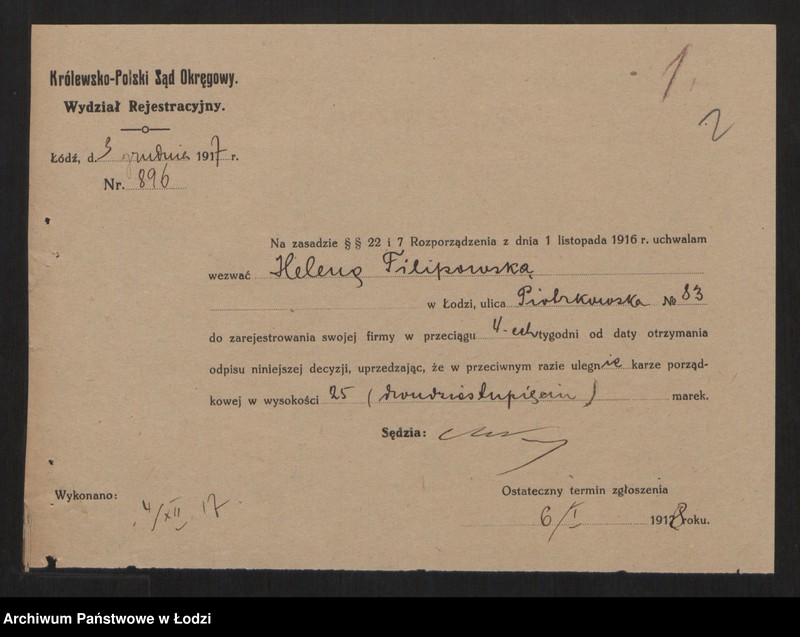 1.
2
Królewsko-Polski Sąd Okręgowy.
Wydział Rejestracyjny.
Łódź, d. 3 grudnia 1917 r.
Nr. 896
Na zasadzie § § 22 i 7 Rozporządzenia z dnia 1 listopada 1916 r. uchwalam
wezwać Helenę Filipowską
w Łodzi, ulica Piotrkowska № 83
do zarejestrowania swojej firmy w przeciągu 4-ech tygodni od daty otrzymania
odpisu niniejszej decyzji, uprzedzając, że w przeciwnym razie ulegnie karze porząd-
kowej w wysokości 25 (dwudziestupięciu) marek.
Sędzia:
Wykonano:
4/XII 17.
Ostateczny termin zgłoszenia
6/I 1918 roku.
Archiwum Państwowe w Łodzi